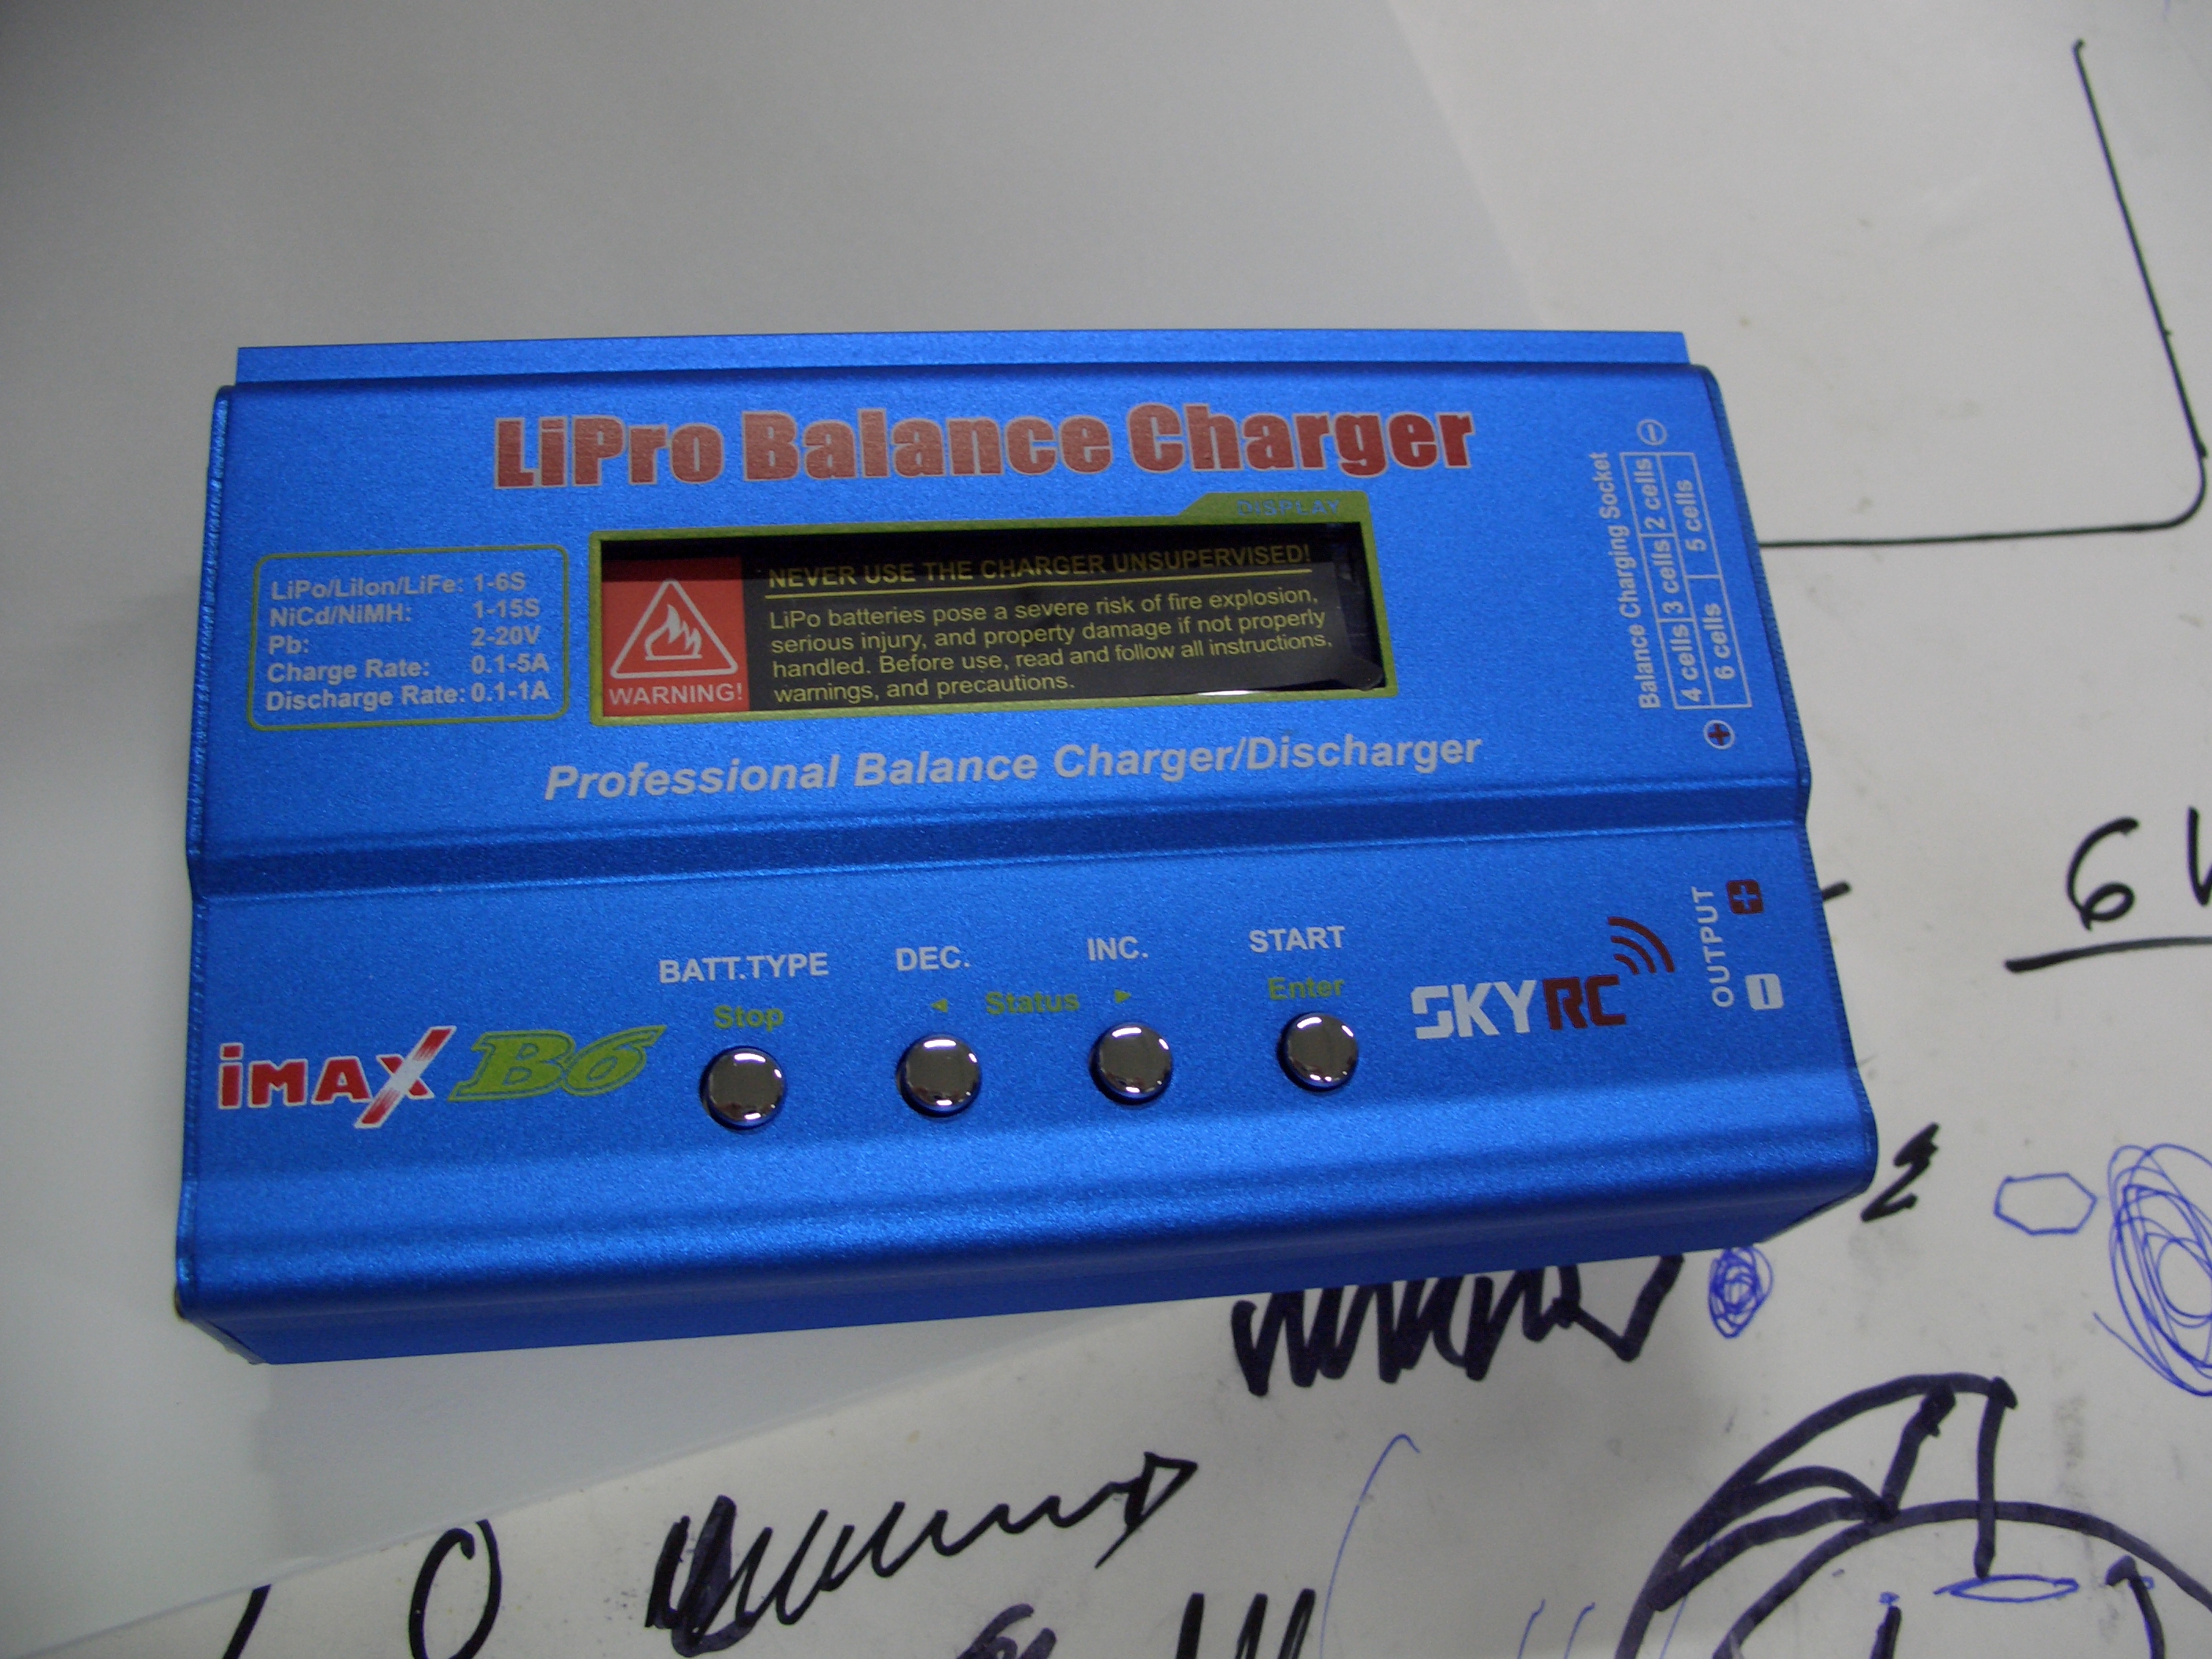 LiPro Balance Charger
DISPLAY
LiPo/LiIon/LiFe: 1-6S
NiCd/NiMH: 1-15S
Pb: 2-20V
Charge Rate: 0.1-5A
Discharge Rate: 0.1-1A
WARNING!
NEVER USE THE CHARGER UNSUPERVISED!
LiPo batteries pose a severe risk of fire explosion,
serious injury, and property damage if not properly
handled. Before use, read and follow all instructions,
warnings, and precautions.
Balance Charging Socket
4 cells 3 cells 2 cells
6 cells 5 cells
Professional Balance Charger/Discharger
BATT.TYPE DEC. INC. START
Stop ◄ Status ► Enter
iMAX B6
SKYRC
OUTPUT
6
2